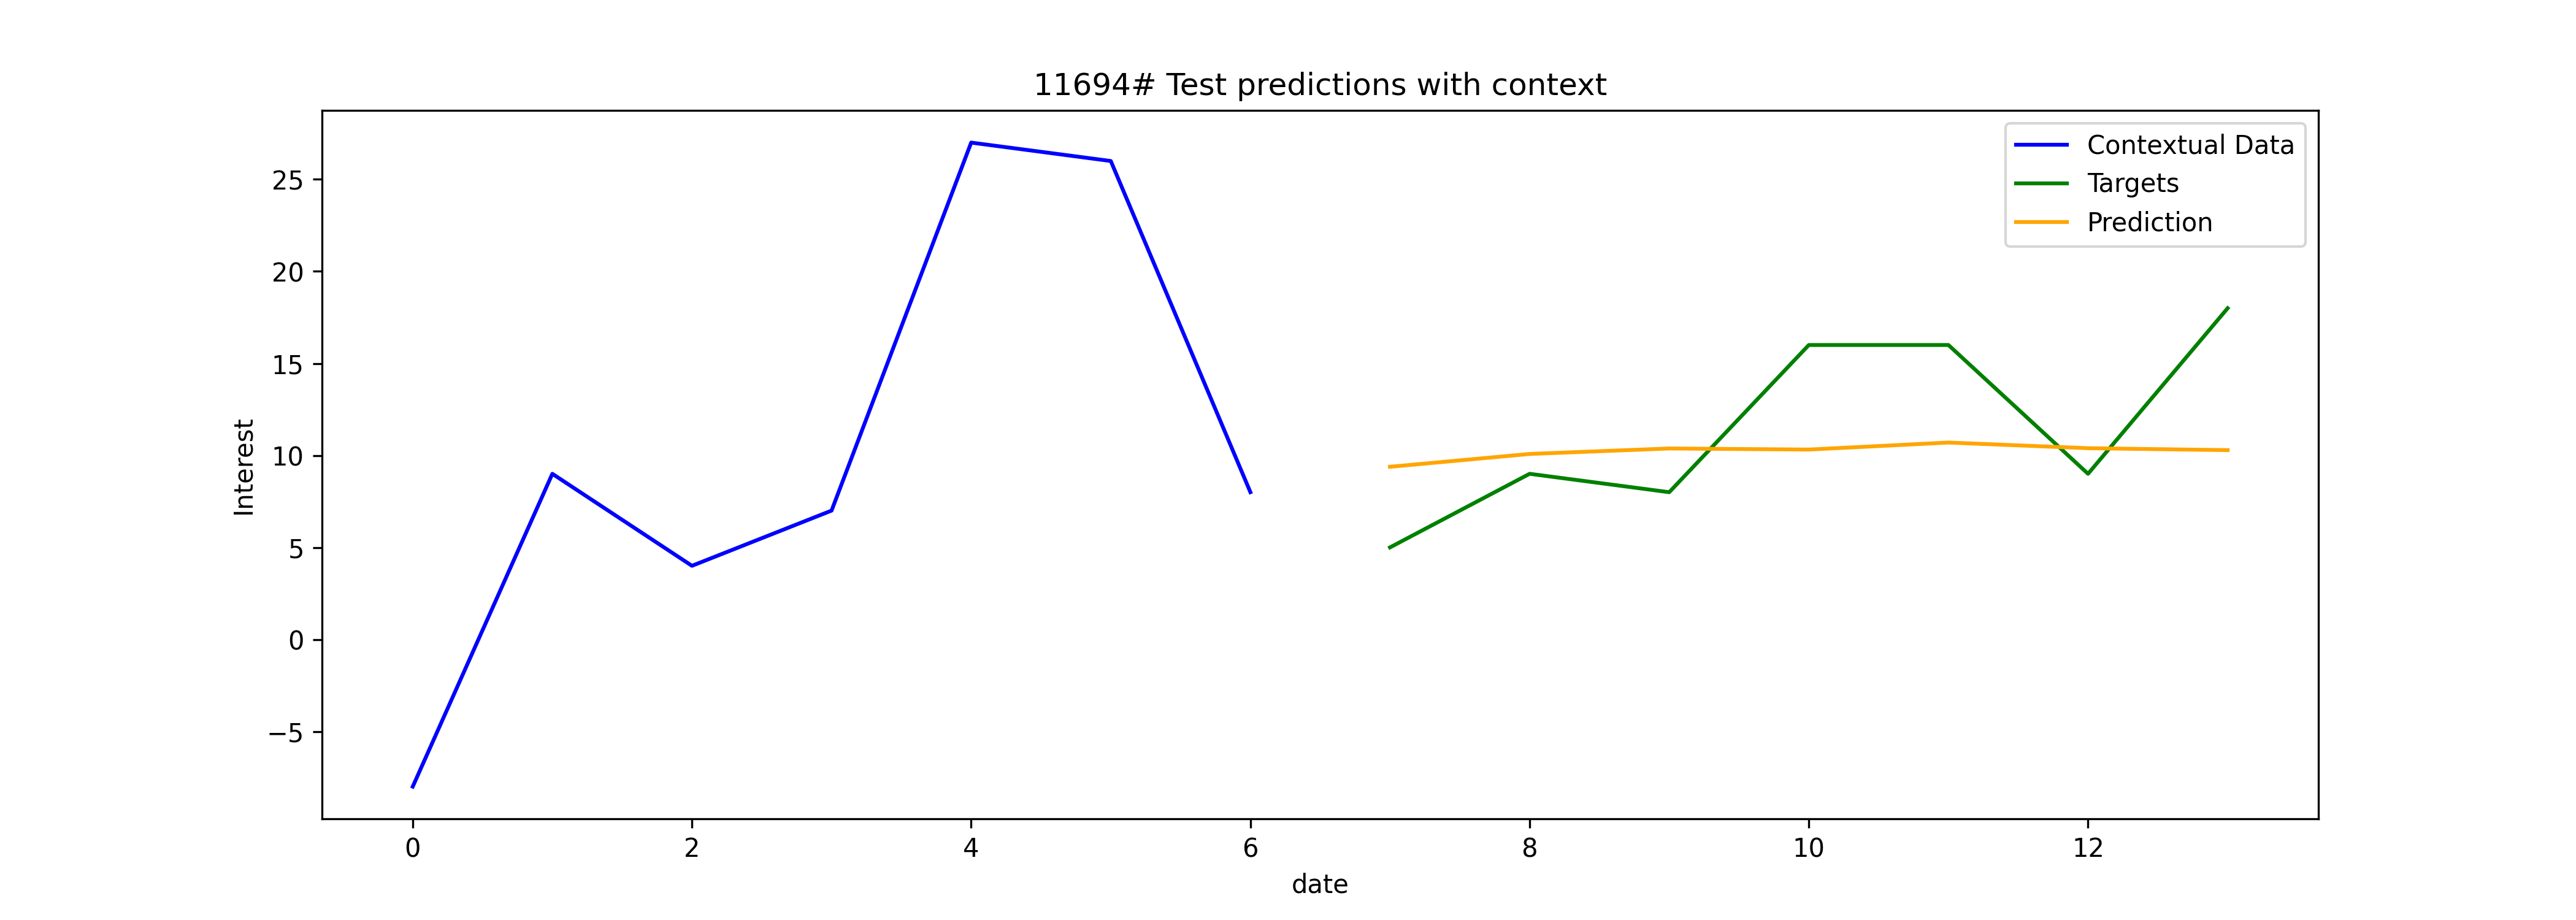 11694# Test predictions with context
Contextual Data
Targets
Prediction
25
20
15
10
5
0
−5
Interest
0 2 4 6 8 10 12
date